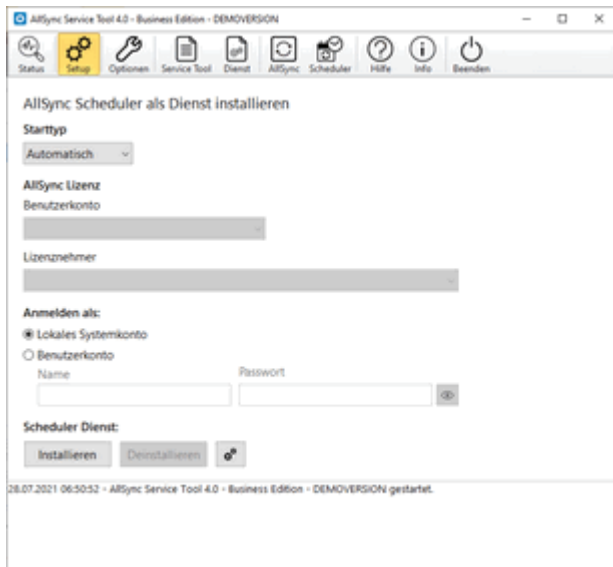 AllSync Service Tool 4.0 - Business Edition - DEMOVERSION
Status Setup Optionen Service Tool Dienst AllSync Scheduler Hilfe Info Beenden
AllSync Scheduler als Dienst installieren
Starttyp
Automatisch
AllSync Lizenz
Benutzerkonto
Lizenznehmer
Anmelden als:
Lokales Systemkonto
Benutzerkonto
Name Passwort
Scheduler Dienst:
Installieren Deinstallieren
28.07.2021 06:50:52 - AllSync Service Tool 4.0 - Business Edition - DEMOVERSION gestartet.